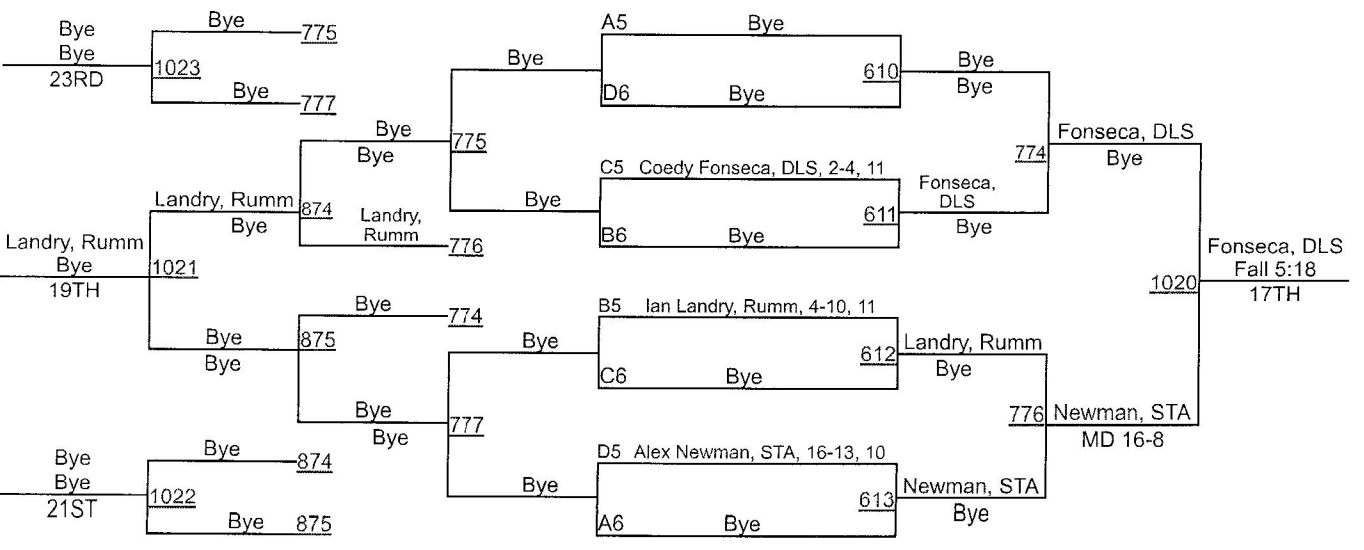 Bye
Bye
23RD
1023
Bye
775
Bye
777
Landry, Rumm
Bye
19TH
1021
Landry, Rumm
Bye
874
Bye
Bye
775
Landry,
Rumm
776
Bye
Bye
875
Bye
774
Bye
Bye
777
Bye
Bye
21ST
1022
Bye
874
Bye
875
Bye
Bye
Bye
Bye
A5 Bye
610
D6 Bye
C5 Coedy Fonseca, DLS, 2-4, 11
611
B6 Bye
B5 Ian Landry, Rumm, 4-10, 11
612
C6 Bye
D5 Alex Newman, STA, 16-13, 10
613
A6 Bye
Bye
Bye
774
Fonseca,
DLS
Bye
Landry, Rumm
Bye
776
Newman, STA
Bye
Fonseca, DLS
Bye
1020
Newman, STA
MD 16-8
Fonseca, DLS
Fall 5:18
17TH